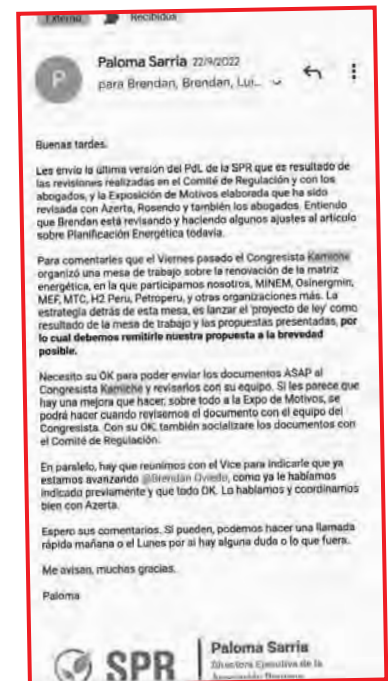 Externo Recibidus
P
Paloma Sarria 22/9/2022
para Brendan, Brendan, Lui...
Buenas tardes.
Les envío la última versión del PdL de la SPR que es resultado de
las revisiones realizadas en el Comité de Regulación y con los
abogados, y la Exposición de Motivos elaborada que ha sido
revisada con Azerta, Rosendo y también los abogados. Entiendo
que Brendan está revisando y haciendo algunos ajustes al artículo
sobre Planificación Energética todavía.
Para comentarles que el Viernes pasado el Congresista Kamiche
organizó una mesa de trabajo sobre la renovación de la matriz
energética, en la que participamos nosotros, MINEM, Osinergmin,
MEF, MTC, H2 Peru, Petroperu, y otras organizaciones más. La
estrategia detrás de esta mesa, es lanzar el 'proyecto de ley' como
resultado de la mesa de trabajo y las propuestas presentadas, por
lo cual debemos remitirle nuestra propuesta a la brevedad
posible.
Necesito su OK para poder enviar los documentos ASAP al
Congresista Kamiche y revisarlos con su equipo. Si les parece que
hay una mejora que hacer, sobre todo a la Expo de Motivos, se
podrá hacer cuando revisemos el documento con el equipo del
Congresista. Con su OK, también socializare los documentos con
el Comité de Regulación.
En paralelo, hay que reunirnos con el Vice para indicarle que ya
estamos avanzando @Brendan Oviedo, como ya le habíamos
indicado previamente y que todo OK. Lo hablamos y coordinamos
bien con Azerta.
Espero sus comentarios. Si pueden, podemos hacer una llamada
rápida mañana o el Lunes por si hay alguna duda o lo que fuera.
Me avisan, muchas gracias.
Paloma
SPR
Paloma Sarria
Directora Ejecutiva de la
Asociación Peruana